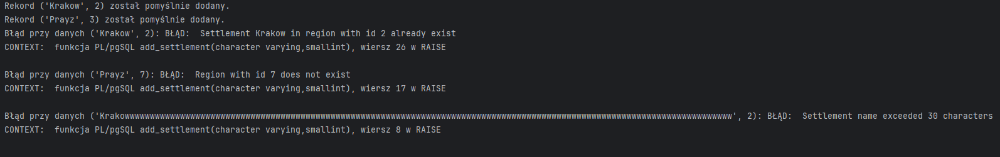 Rekord ('Krakow', 2) został pomyślnie dodany.
Rekord ('Prayz', 3) został pomyślnie dodany.
Błąd przy danych ('Krakow', 2): BŁĄD:  Settlement Krakow in region with id 2 already exist
CONTEXT:  funkcja PL/pgSQL add_settlement(character varying,smallint), wiersz 26 w RAISE
Błąd przy danych ('Prayz', 7): BŁĄD:  Region with id 7 does not exist
CONTEXT:  funkcja PL/pgSQL add_settlement(character varying,smallint), wiersz 17 w RAISE
Błąd przy danych ('Krakowwwwwwwwwwwwwwwwwwwwwwwwwwwwwwwwwwwwwwwwwwwwwwwwwwwwwwwwwwwwwwwwwwwwwwwwwwwwwwwwwwwwwwwwwwwwwwwwwwwwwwwwwwwwwwwwwwwwwwwwwwwwww', 2): BŁĄD:  Settlement name exceeded 30 characters
CONTEXT:  funkcja PL/pgSQL add_settlement(character varying,smallint), wiersz 8 w RAISE